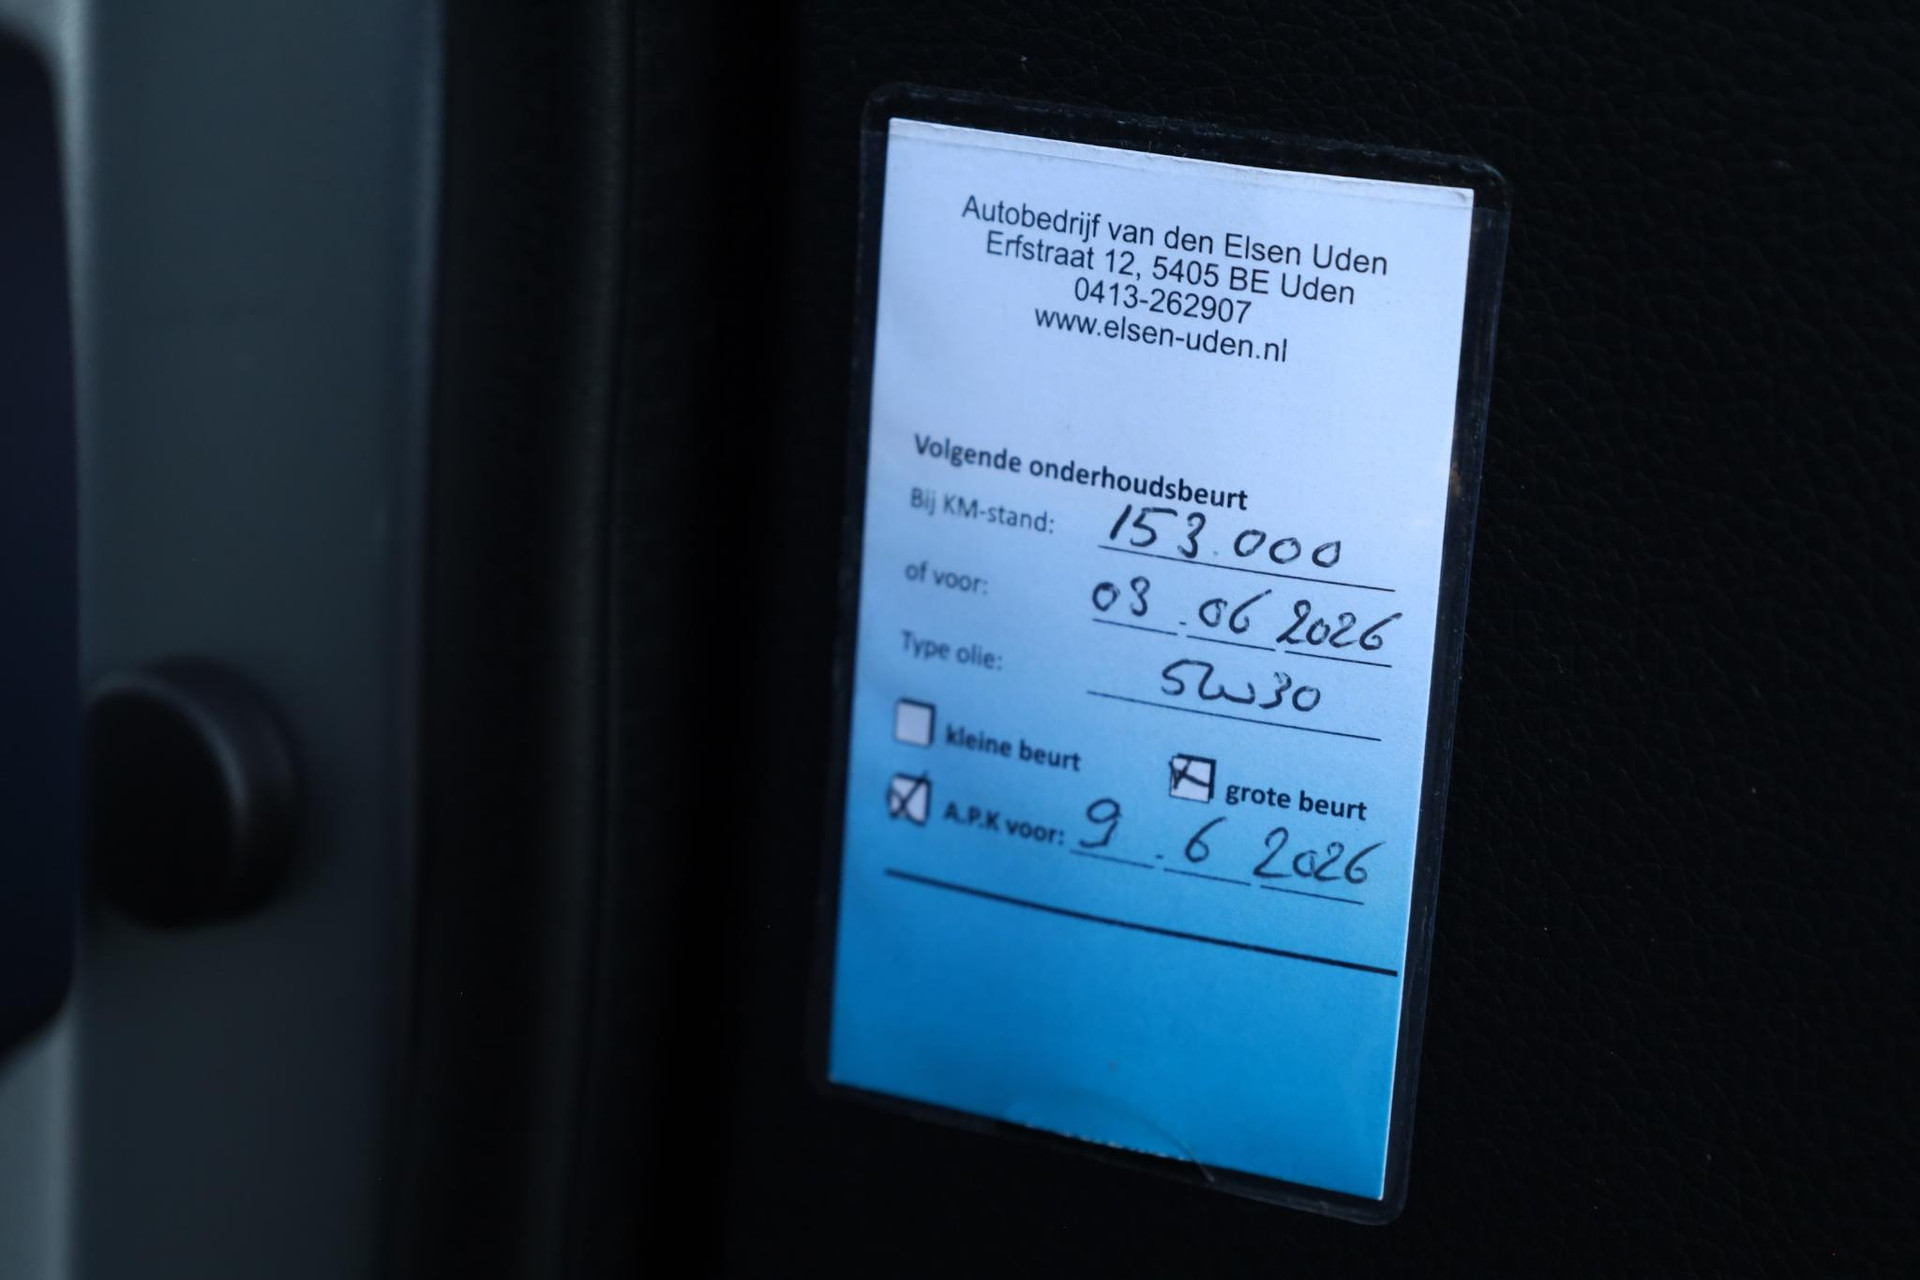 Autobedrijf van den Elsen Uden
Erfstraat 12, 5405 BE Uden
0413-262907
www.elsen-uden.nl
Volgende onderhoudsbeurt
Bij KM-stand: 153.000
of voor: 03.06 2026
Type olie: 5W30
kleine beurt
grote beurt
A.P.K voor: 9.6 2026